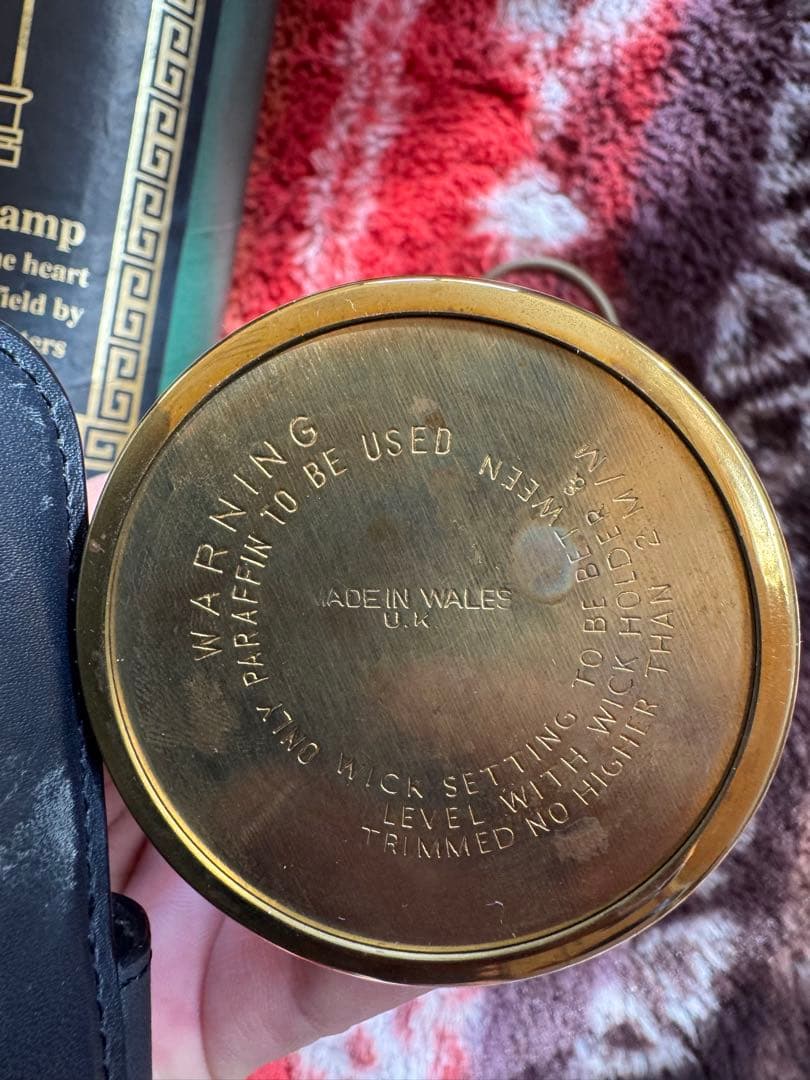 amp
heart
field by
ters
WARNING
ONLY PARAFFIN TO BE USED
WICK SETTING TO BE BETWEEN
LEVEL WITH WICK HOLDER &
TRIMMED NO HIGHER THAN 2 M/M
MADE IN WALES
U.K